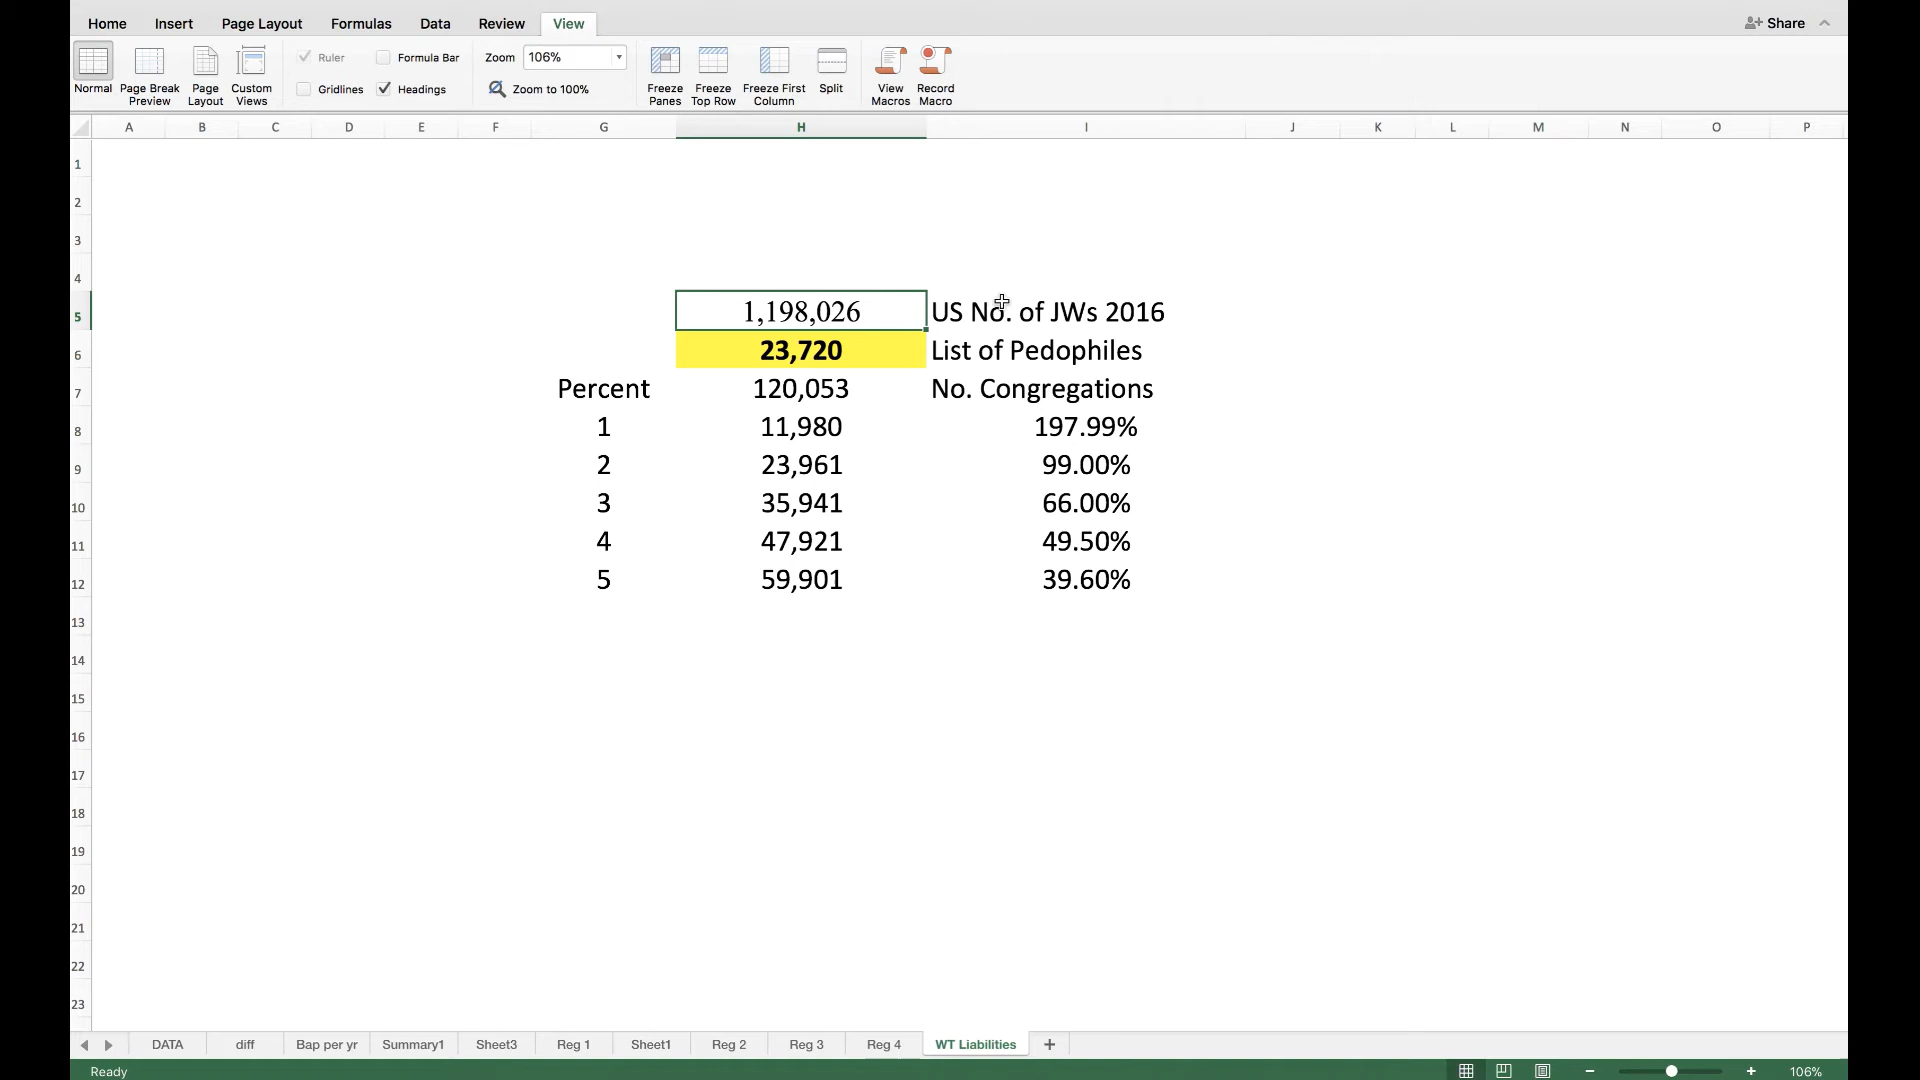 Home Insert Page Layout Formulas Data Review View Share
Ruler Formula Bar Zoom 106%
Gridlines Headings Zoom to 100%
Normal Page Break Preview Page Layout Custom Views Freeze Panes Freeze Top Row Freeze First Column Split View Macros Record Macro
A B C D E F G H I J K L M N O P
1
2
3
4
5 1,198,026 US No. of JWs 2016
6 23,720 List of Pedophiles
7 Percent 120,053 No. Congregations
8 1 11,980 197.99%
9 2 23,961 99.00%
10 3 35,941 66.00%
11 4 47,921 49.50%
12 5 59,901 39.60%
13
14
15
16
17
18
19
20
21
22
23
DATA diff Bap per yr Summary1 Sheet3 Reg 1 Sheet1 Reg 2 Reg 3 Reg 4 WT Liabilities +
Ready 106%